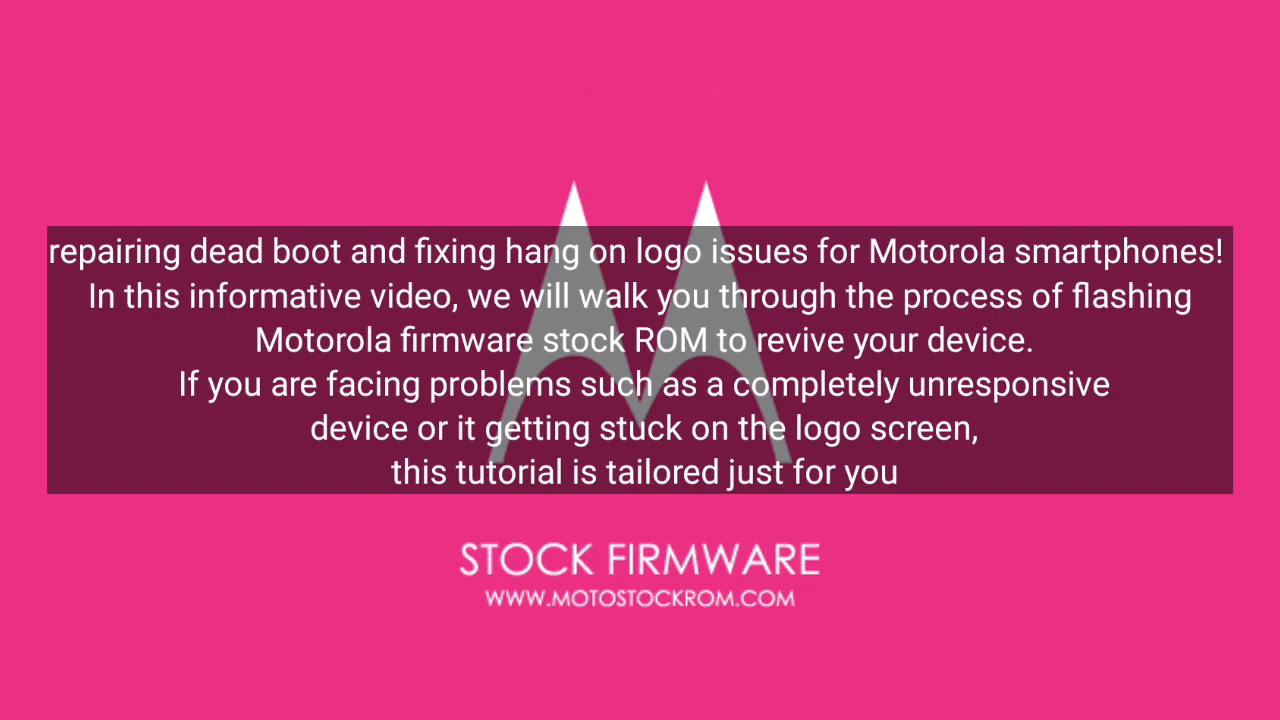 repairing dead boot and fixing hang on logo issues for Motorola smartphones!
In this informative video, we will walk you through the process of flashing
Motorola firmware stock ROM to revive your device.
If you are facing problems such as a completely unresponsive
device or it getting stuck on the logo screen,
this tutorial is tailored just for you
STOCK FIRMWARE
WWW.MOTOSTOCKROM.COM